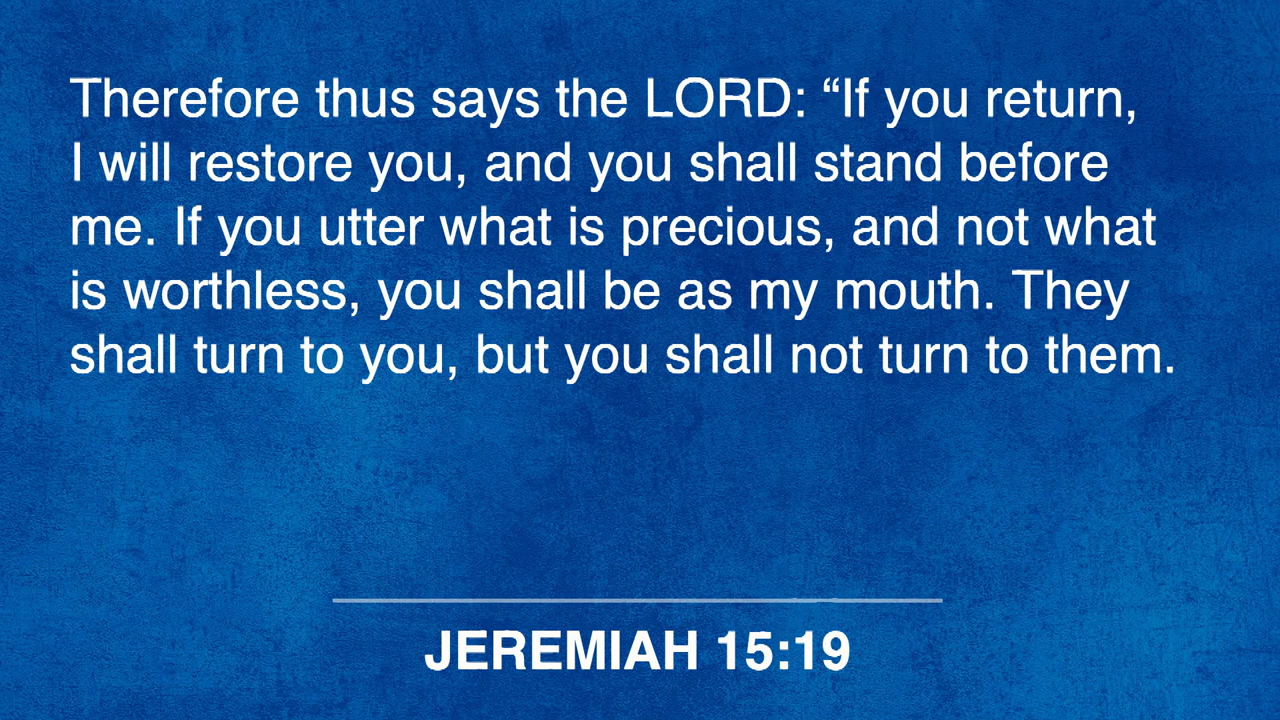 Therefore thus says the LORD: “If you return,
I will restore you, and you shall stand before
me. If you utter what is precious, and not what
is worthless, you shall be as my mouth. They
shall turn to you, but you shall not turn to them.
JEREMIAH 15:19